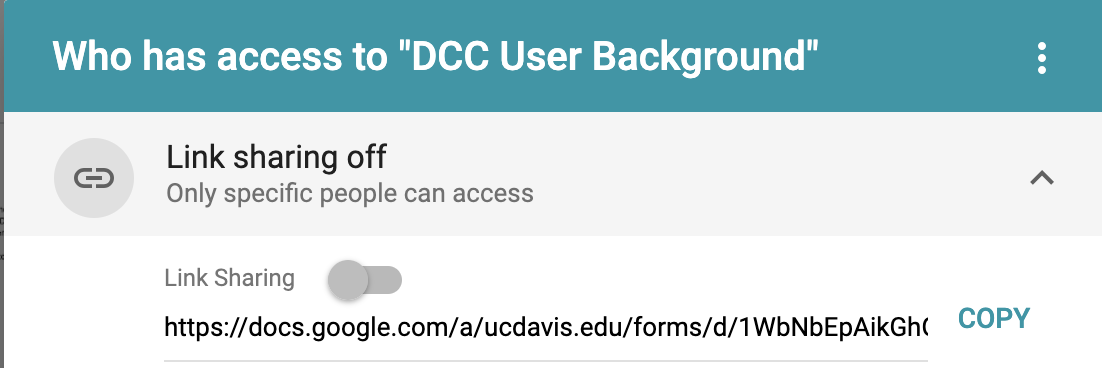 Who has access to "DCC User Background"
Link sharing off
Only specific people can access
Link Sharing
https://docs.google.com/a/ucdavis.edu/forms/d/1WbNbEpAikGh
COPY